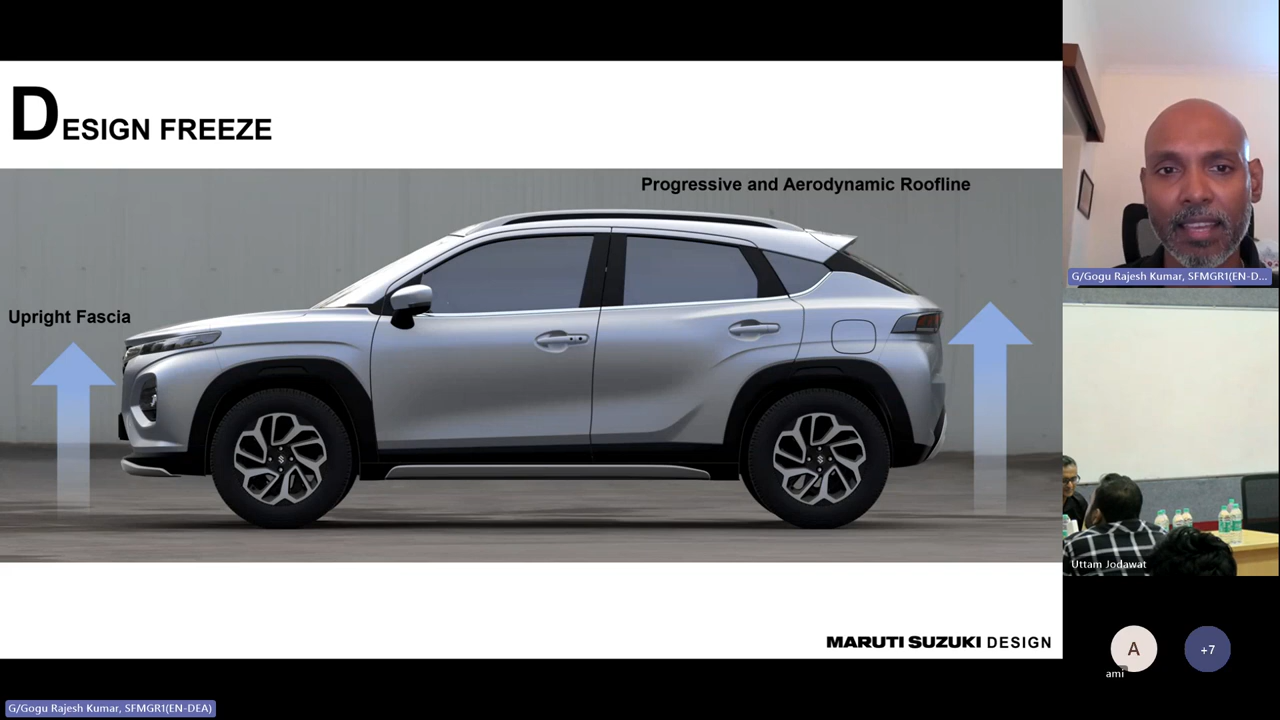 DESIGN FREEZE
Progressive and Aerodynamic Roofline
Upright Fascia
MARUTI SUZUKI DESIGN
G/Gogu Rajesh Kumar, SFMGR1(EN-DEA)
G/Gogu Rajesh Kumar, SFMGR1(EN-D...
Uttam Jodawat
A
ami
+7